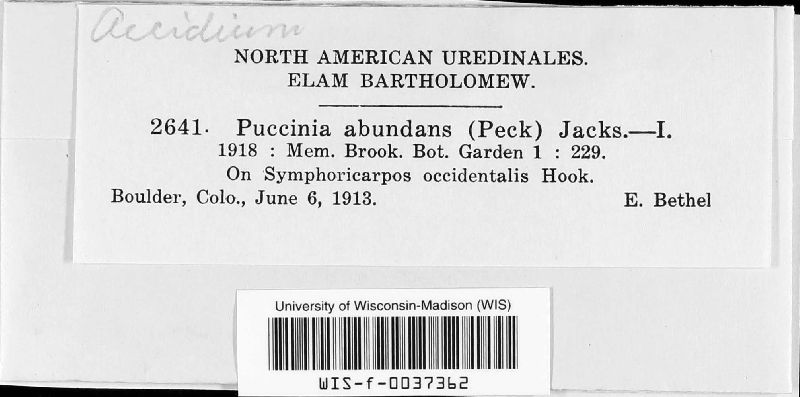 Aecidium
NORTH AMERICAN UREDINALES.
ELAM BARTHOLOMEW.
2641. Puccinia abundans (Peck) Jacks.—I.
1918 : Mem. Brook. Bot. Garden 1 : 229.
On Symphoricarpos occidentalis Hook.
Boulder, Colo., June 6, 1913. E. Bethel
University of Wisconsin-Madison (WIS)
WIS-f-0037362